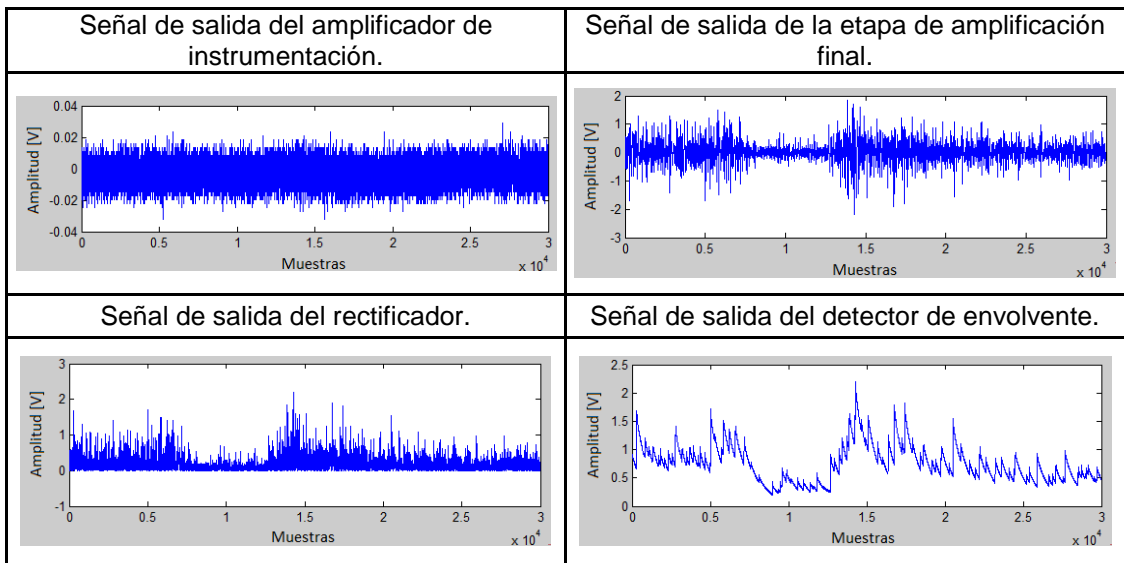 Señal de salida del amplificador de
instrumentación.
0.04
0.02
0
-0.02
-0.04
Amplitud [V]
0 0.5 1 1.5 2 2.5 3
Muestras
x 10^4
Señal de salida de la etapa de amplificación
final.
2
1
0
-1
-2
-3
Amplitud [V]
0 0.5 1 1.5 2 2.5 3
Muestras
x 10^4
Señal de salida del rectificador.
3
2
1
0
-1
Amplitud [V]
0 0.5 1 1.5 2 2.5 3
Muestras
x 10^4
Señal de salida del detector de envolvente.
2.5
2
1.5
1
0.5
0
Amplitud [V]
0 0.5 1 1.5 2 2.5 3
Muestras
x 10^4